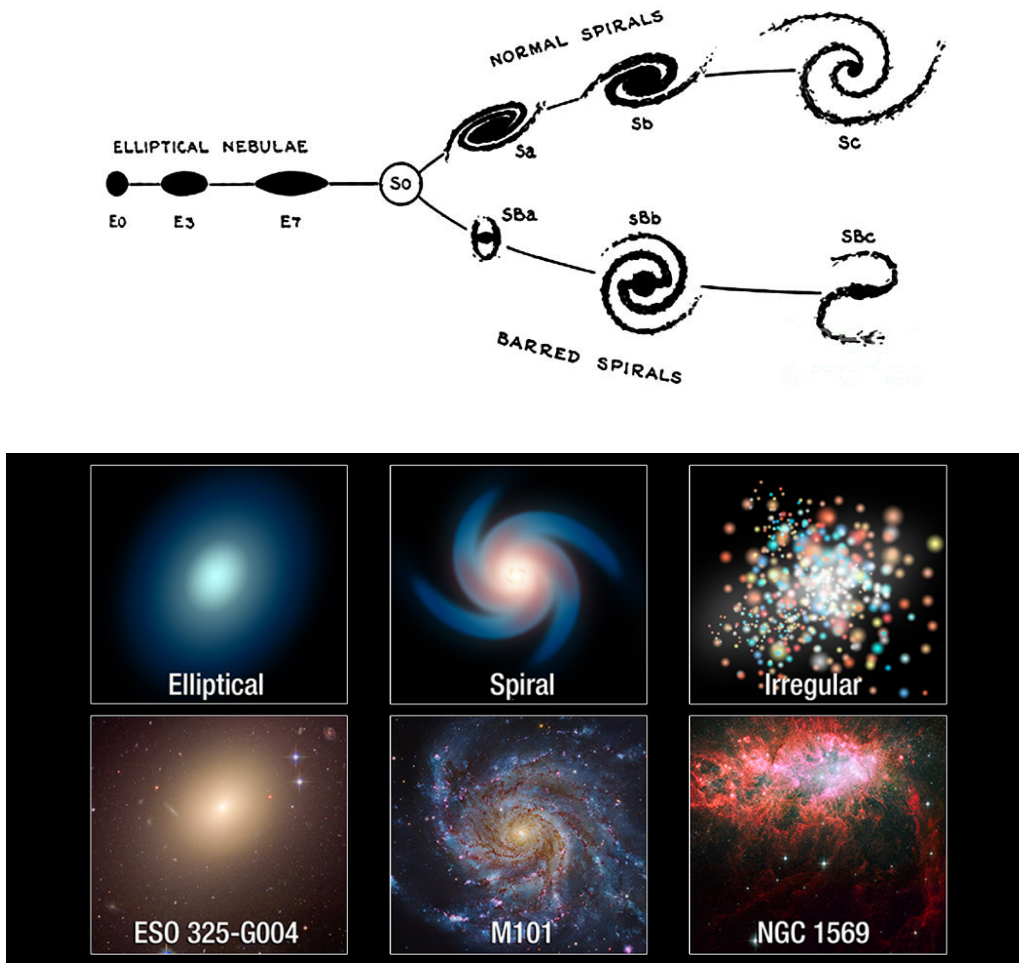 NORMAL SPIRALS
Sa
Sb
Sc
ELLIPTICAL NEBULAE
E0
E3
E7
S0
SBa
SBb
SBc
BARRED SPIRALS
Elliptical
Spiral
Irregular
ESO 325-G004
M101
NGC 1569